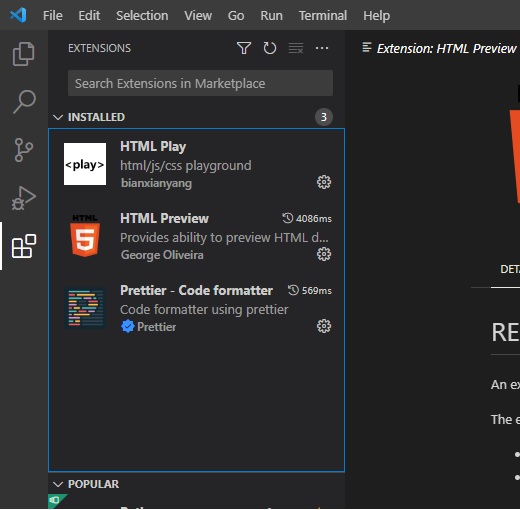 File Edit Selection View Go Run Terminal Help
EXTENSIONS
Extension: HTML Preview
Search Extensions in Marketplace
INSTALLED 3
<play>
HTML Play
html/js/css playground
bianxianyang
HTML
5
HTML Preview 4086ms
Provides ability to preview HTML d...
George Oliveira
Prettier - Code formatter 569ms
Code formatter using prettier
Prettier
POPULAR
DET
RE
An ex
The e